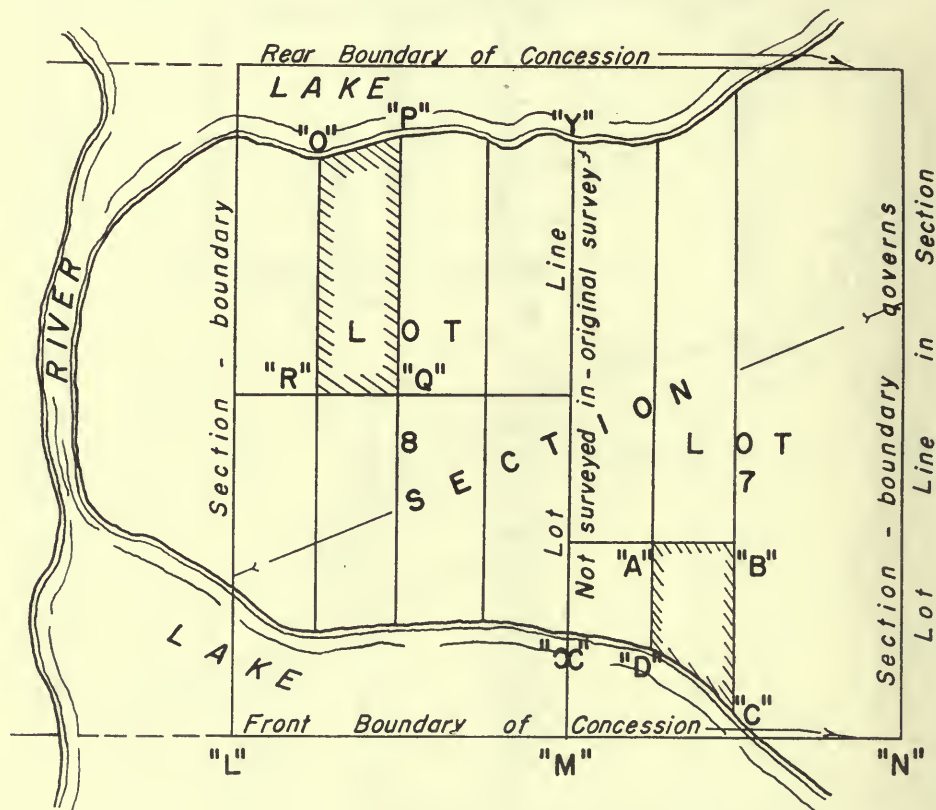 Rear Boundary of Concession
LAKE
"P"
"Y"
"O"
Section - boundary
Lot Line
Not surveyed in - original survey
Section - boundary governs
Lot Line in Section
RIVER
LOT
"R"
"Q"
8
SECTION
LOT
7
"A"
"B"
LAKE
"X"
"D"
"C"
Front Boundary of Concession
"L"
"M"
"N"